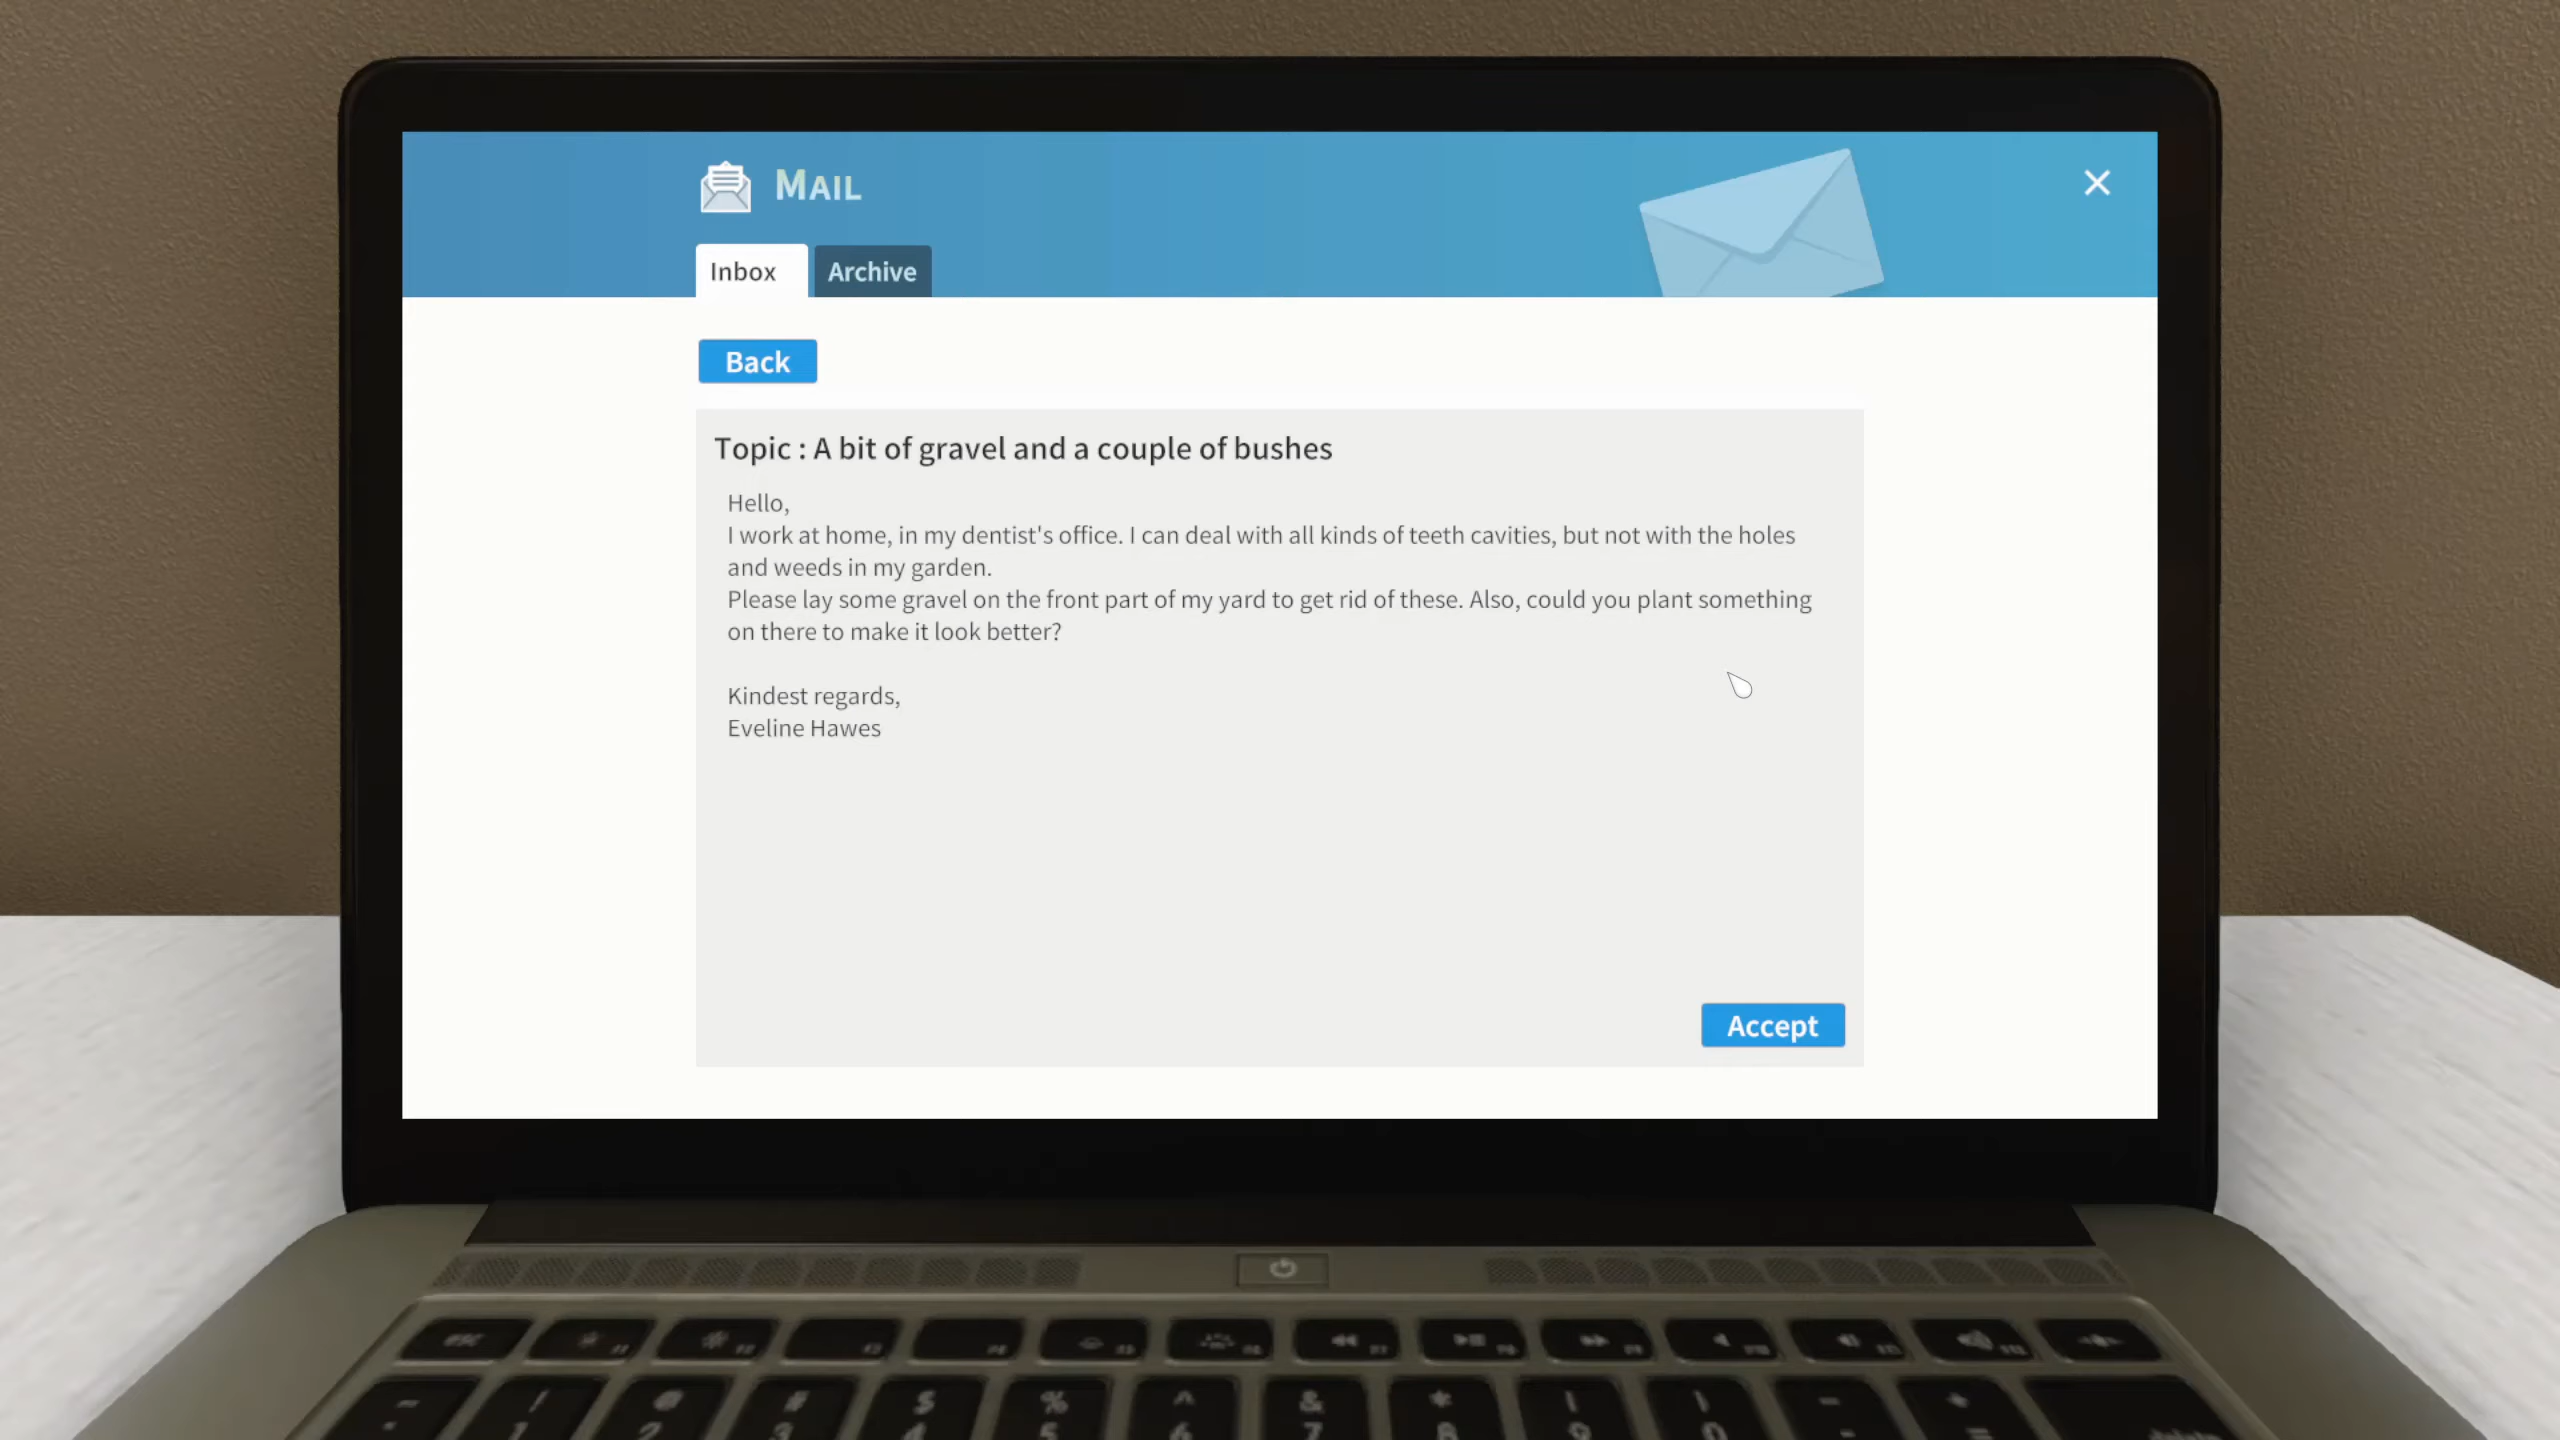 MAIL
Inbox
Archive
Back
Topic : A bit of gravel and a couple of bushes
Hello,
I work at home, in my dentist's office. I can deal with all kinds of teeth cavities, but not with the holes
and weeds in my garden.
Please lay some gravel on the front part of my yard to get rid of these. Also, could you plant something
on there to make it look better?
Kindest regards,
Eveline Hawes
Accept